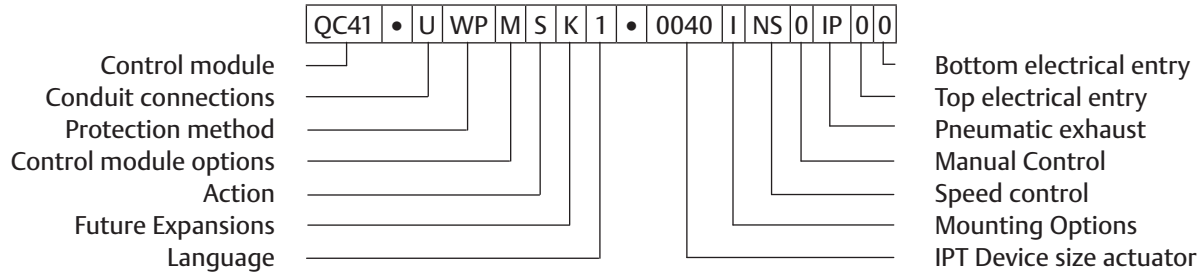 QC41 • U WP M S K 1 • 0040 I NS 0 IP 0 0
Control module
Conduit connections
Protection method
Control module options
Action
Future Expansions
Language
Bottom electrical entry
Top electrical entry
Pneumatic exhaust
Manual Control
Speed control
Mounting Options
IPT Device size actuator